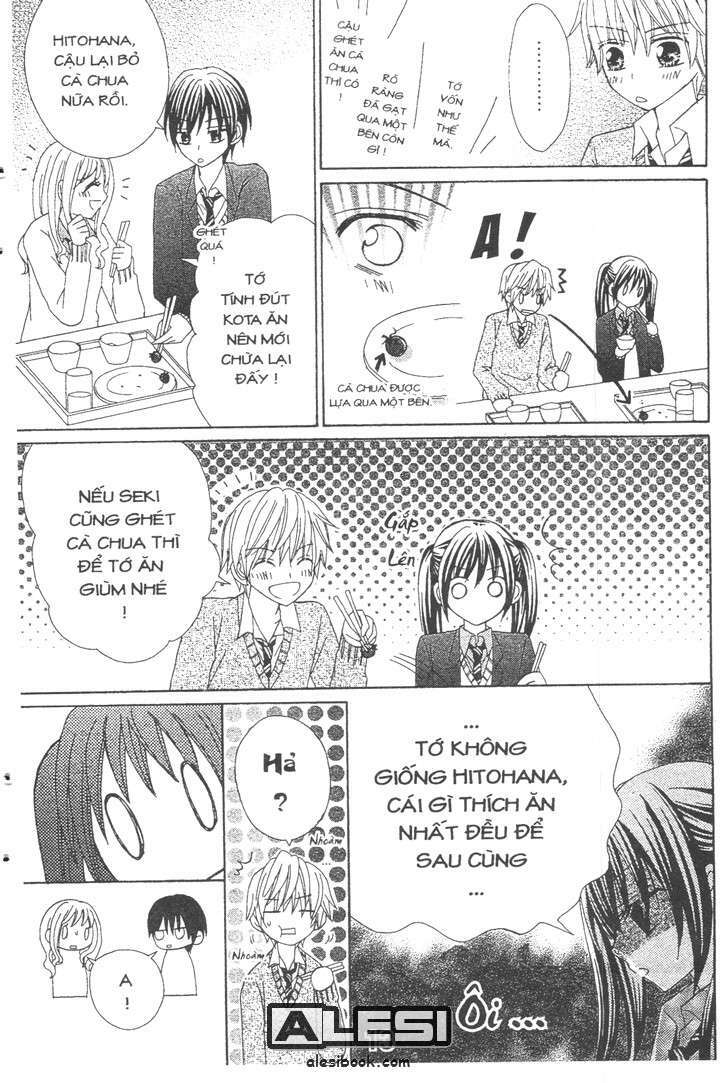 HITOHANA,
CẬU LẠI BỎ
CÀ CHUA
NỮA RỒI.
GHÉT
QUÁ
!
TỚ
TÍNH ĐÚT
KOTA ĂN
NÊN MỚI
CHỪA LẠI
ĐẤY !
CẬU
GHÉT
ĂN CÀ
CHUA
THÌ CÓ
!
RÕ
RÀNG
ĐÃ GẠT
QUA MỘT
BÊN CÒN
GÌ !
TỚ
VỐN
NHƯ
THẾ
MÀ.
.........
A !
CÀ CHUA ĐƯỢC
LỰA QUA MỘT BÊN.
NẾU SEKI
CŨNG GHÉT
CÀ CHUA THÌ
ĐỂ TỚ ĂN
GIÙM NHÉ
!
Gắp
Lên
...
TỚ KHÔNG
GIỐNG HITOHANA,
CÁI GÌ THÍCH ĂN
NHẤT ĐỀU ĐỂ
SAU CÙNG
...
Hả
?
Nhoàm
...
Nhoàm
A
!
Ôi ...
ALESI
alesibook.com